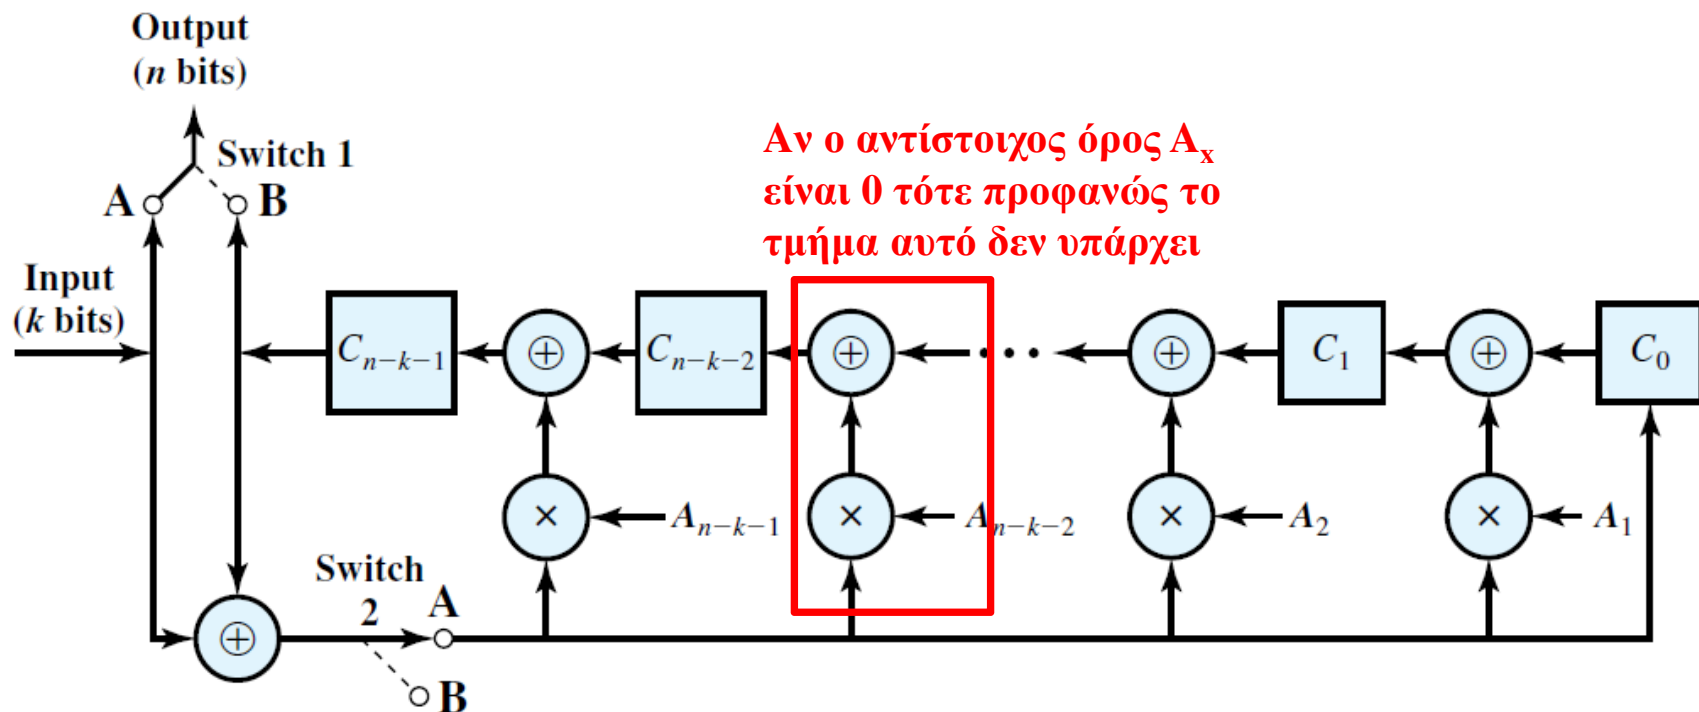 Output
(n bits)
Switch 1
A
B
Αν ο αντίστοιχος όρος Aₓ
είναι 0 τότε προφανώς το
τμήμα αυτό δεν υπάρχει
Input
(k bits)
Cₙ₋ₖ₋₁
⊕
Cₙ₋ₖ₋₂
⊕
• • •
⊕
C₁
⊕
C₀
×
Aₙ₋ₖ₋₁
×
Aₙ₋ₖ₋₂
×
A₂
×
A₁
Switch
2
A
⊕
B